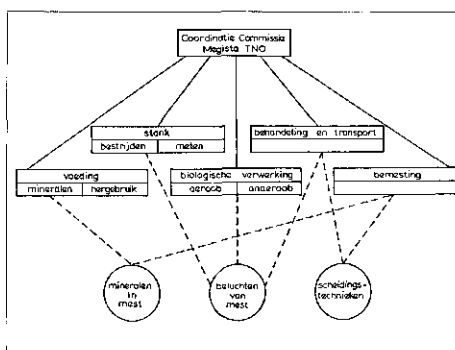 Coordinatie Commissie
Megista TNO
stank
bestrijden meten
behandeling en transport
voeding
mineralen hergebruik
biologische verwerking
aeroob anaeroob
bemesting
mineralen
in
mest
beluchten
van
mest
scheidings-
technieken